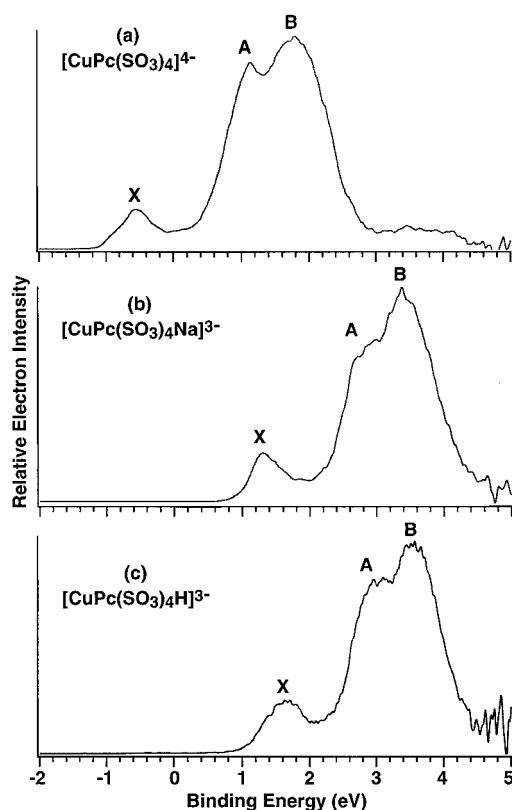 (a)
[CuPc(SO3)4]4-
A
B
X
Relative Electron Intensity
(b)
[CuPc(SO3)4Na]3-
A
B
X
(c)
[CuPc(SO3)4H]3-
A
B
X
-2 -1 0 1 2 3 4 5
Binding Energy (eV)